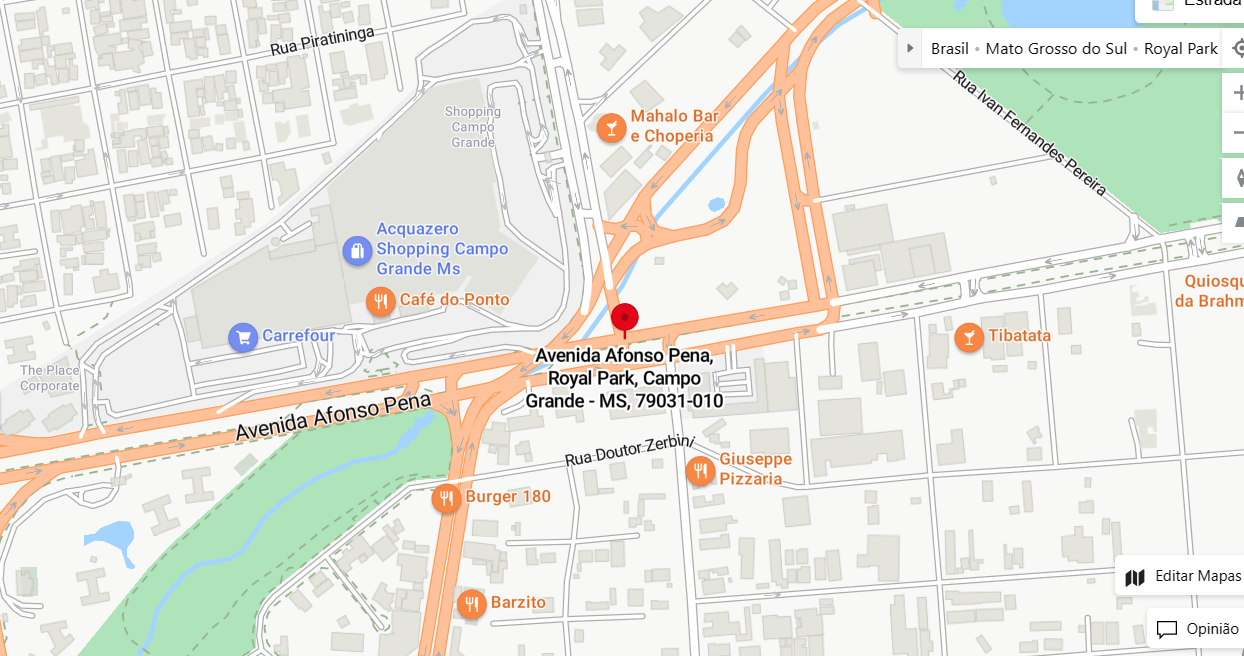 Estrada
Rua Piratininga
Brasil • Mato Grosso do Sul • Royal Park
Rua Ivan Fernandes Pereira
Shopping
Campo
Grande
Mahalo Bar
e Choperia
Acquazero
Shopping Campo
Grande Ms
Café do Ponto
Carrefour
Quiosqu
da Brahm
Tibatata
The Place
Corporate
Avenida Afonso Pena,
Royal Park, Campo
Grande - MS, 79031-010
Avenida Afonso Pena
Rua Doutor Zerbini
Giuseppe
Pizzaria
Burger 180
Editar Mapas
Barzito
Opinião